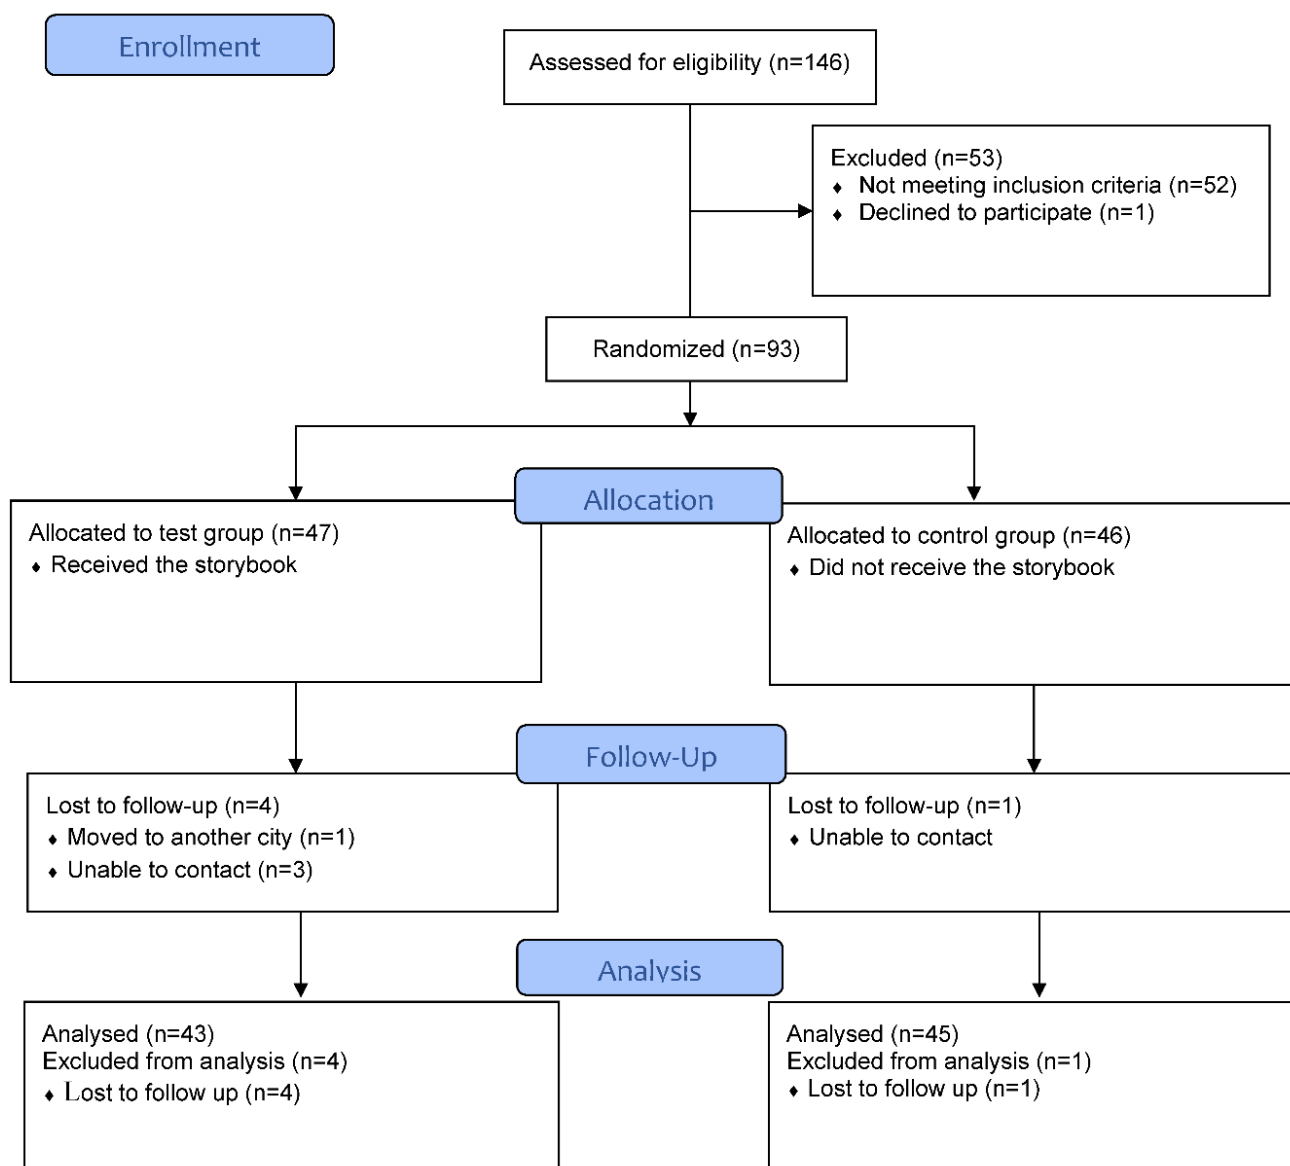 Enrollment
Assessed for eligibility (n=146)
Excluded (n=53)
♦ Not meeting inclusion criteria (n=52)
♦ Declined to participate (n=1)
Randomized (n=93)
Allocation
Allocated to test group (n=47)
♦ Received the storybook
Allocated to control group (n=46)
♦ Did not receive the storybook
Follow-Up
Lost to follow-up (n=4)
♦ Moved to another city (n=1)
♦ Unable to contact (n=3)
Lost to follow-up (n=1)
♦ Unable to contact
Analysis
Analysed (n=43)
Excluded from analysis (n=4)
♦ Lost to follow up (n=4)
Analysed (n=45)
Excluded from analysis (n=1)
♦ Lost to follow up (n=1)